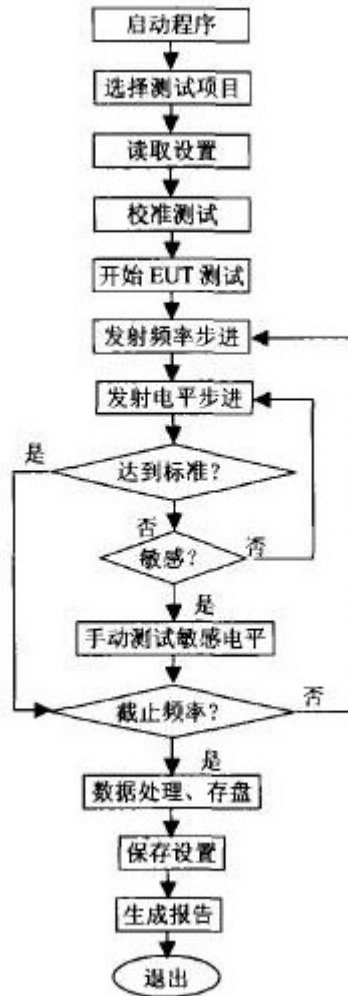 启动程序
选择测试项目
读取设置
校准测试
开始 EUT 测试
发射频率步进
发射电平步进
是
达到标准?
否
敏感?
否
是
手动测试敏感电平
截止频率?
否
是
数据处理、存盘
保存设置
生成报告
退出